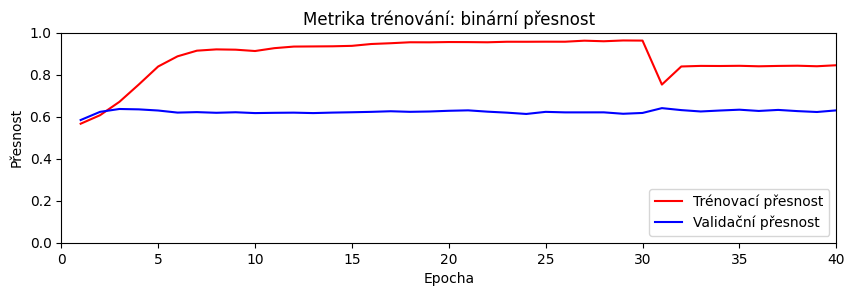 Metrika trénování: binární přesnost
1.0
0.8
0.6
0.4
0.2
0.0
Přesnost
0 5 10 15 20 25 30 35 40
Epocha
Trénovací přesnost
Validační přesnost